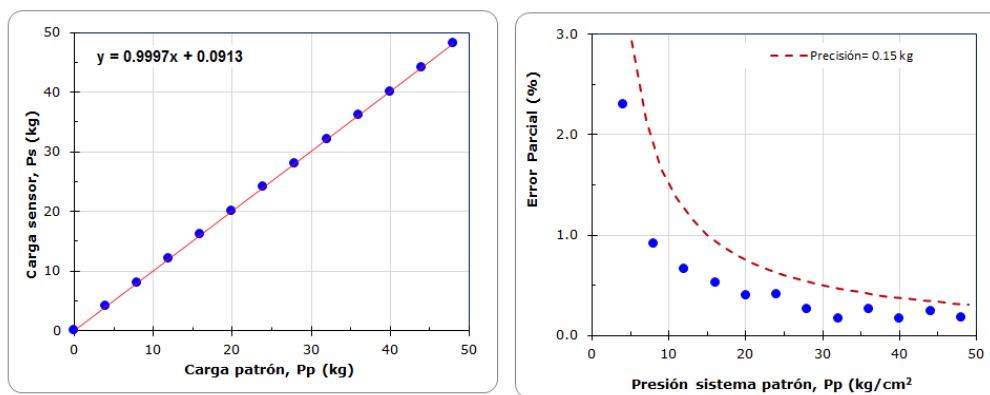 50
40
30
20
10
0
y = 0.9997x + 0.0913
Carga sensor, Ps (kg)
0 10 20 30 40 50
Carga patrón, Pp (kg)
3.0
2.0
1.0
0.0
Precisión= 0.15 kg
Error Parcial (%)
0 10 20 30 40 50
Presión sistema patrón, Pp (kg/cm²